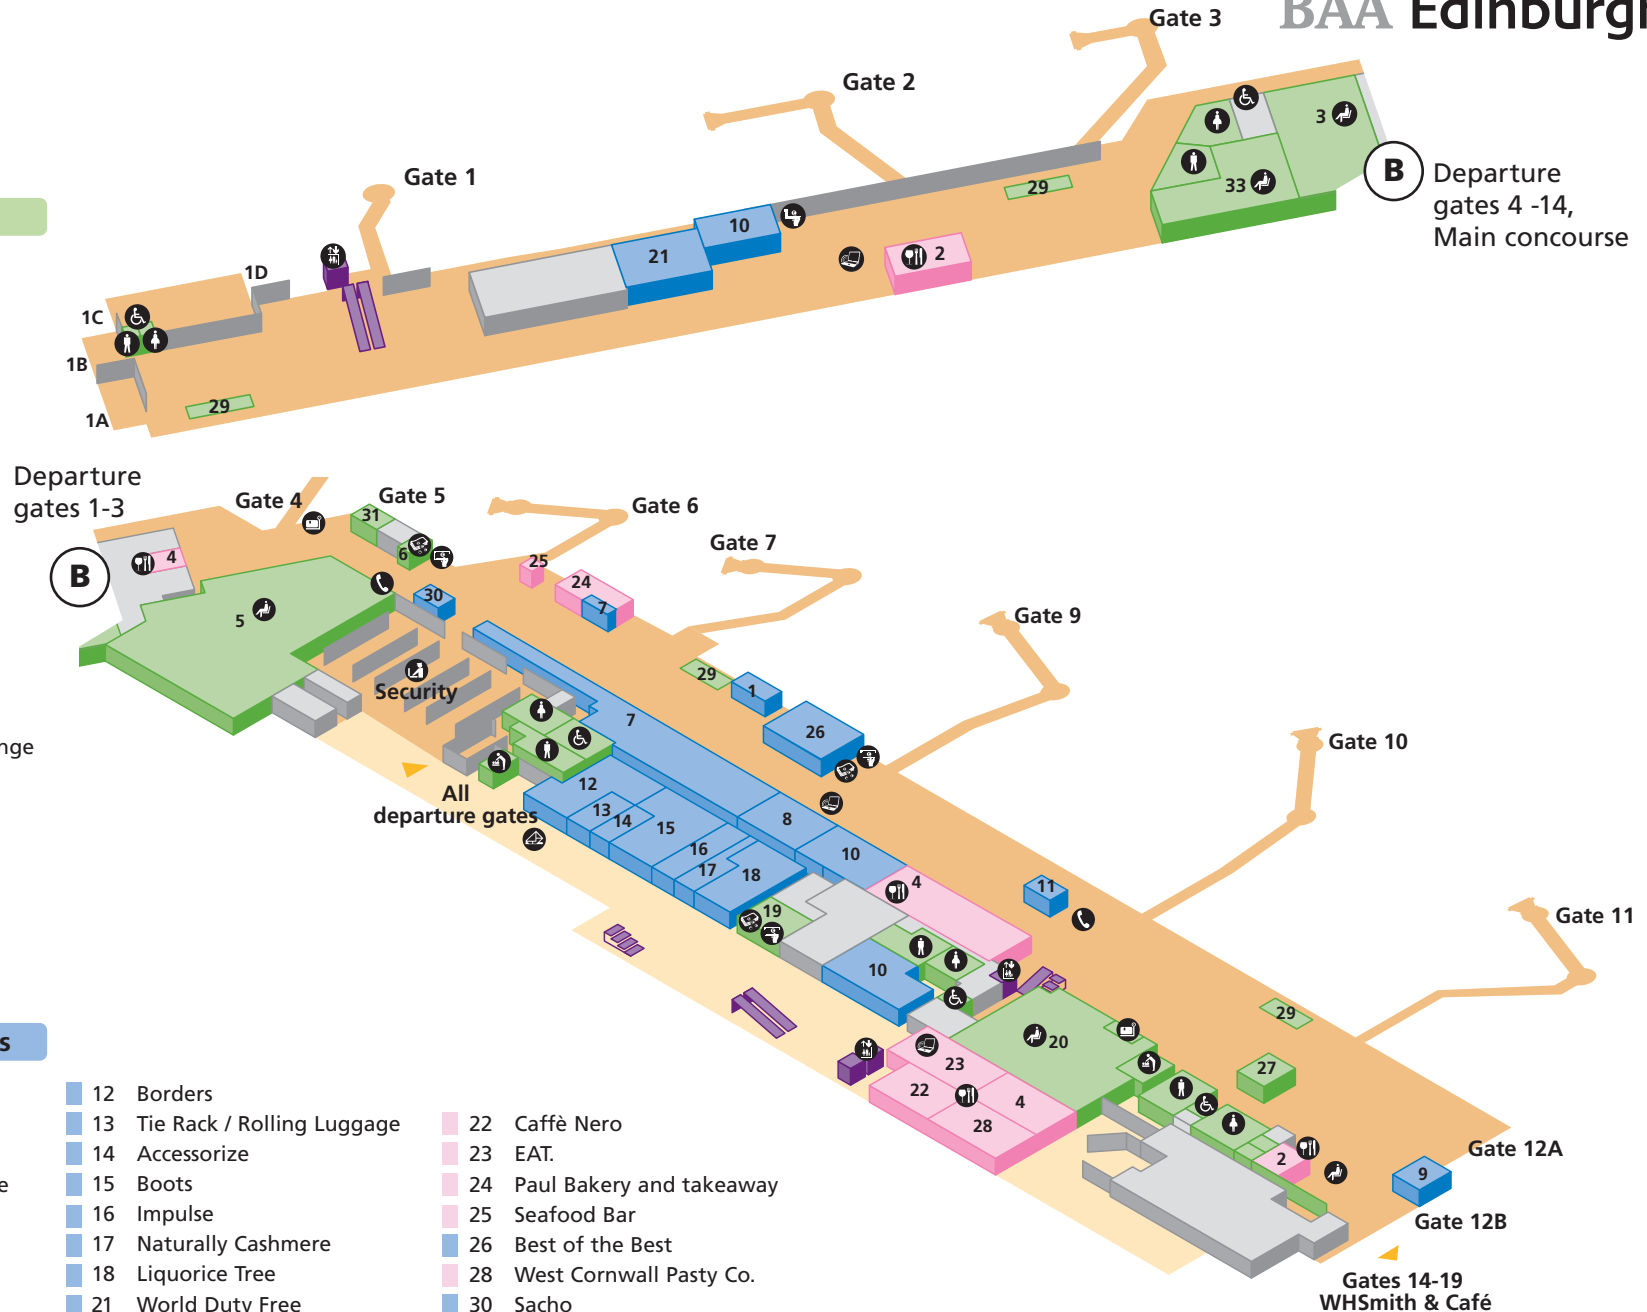 BAA Edinburgh
Gate 3
Gate 2
Gate 1
3
33
B
Departure
gates 4 -14,
Main concourse
29
10
21
2
1D
1C
1B
1A
29
Departure
gates 1-3
B
Gate 4
Gate 5
Gate 6
Gate 7
Gate 9
Gate 10
Gate 11
31
6
4
5
30
25
24
7
29
1
26
Security
7
All
departure gates
12
13
14
15
16
17
18
8
10
4
11
19
10
20
29
27
23
22
4
28
2
9
Gate 12A
Gate 12B
Gates 14-19
WHSmith & Café
nge
e
s
12 Borders
13 Tie Rack / Rolling Luggage
14 Accessorize
15 Boots
16 Impulse
17 Naturally Cashmere
18 Liquorice Tree
21 World Duty Free
22 Caffè Nero
23 EAT.
24 Paul Bakery and takeaway
25 Seafood Bar
26 Best of the Best
28 West Cornwall Pasty Co.
30 Sacho